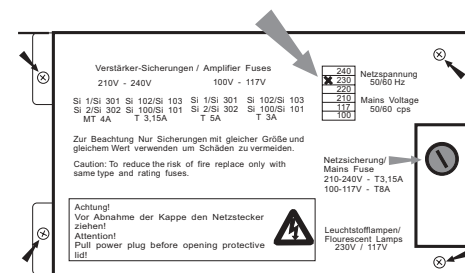 Verstärker-Sicherungen / Amplifier Fuses
210V - 240V 100V - 117V
Si 1/Si 301 Si 102/Si 103 Si 1/Si 301 Si 102/Si 103
Si 2/Si 302 Si 100/Si 101 Si 2/Si 302 Si 100/Si 101
MT 4A T 3,15A T 5A T 3A
Zur Beachtung Nur Sicherungen mit gleicher Größe und
gleichem Wert verwenden um Schäden zu vermeiden.
Caution: To reduce the risk of fire replace only with
same type and rating fuses.
Achtung!
Vor Abnahme der Kappe den Netzstecker
ziehen!
Attention!
Pull power plug before opening protective
lid!
240
230
220
210
117
100
Netzspannung
50/60 Hz
Mains Voltage
50/60 cps
Netzsicherung/
Mains Fuse
210-240V - T3,15A
100-117V - T8A
Leuchtstofflampen/
Flourescent Lamps
230V / 117V